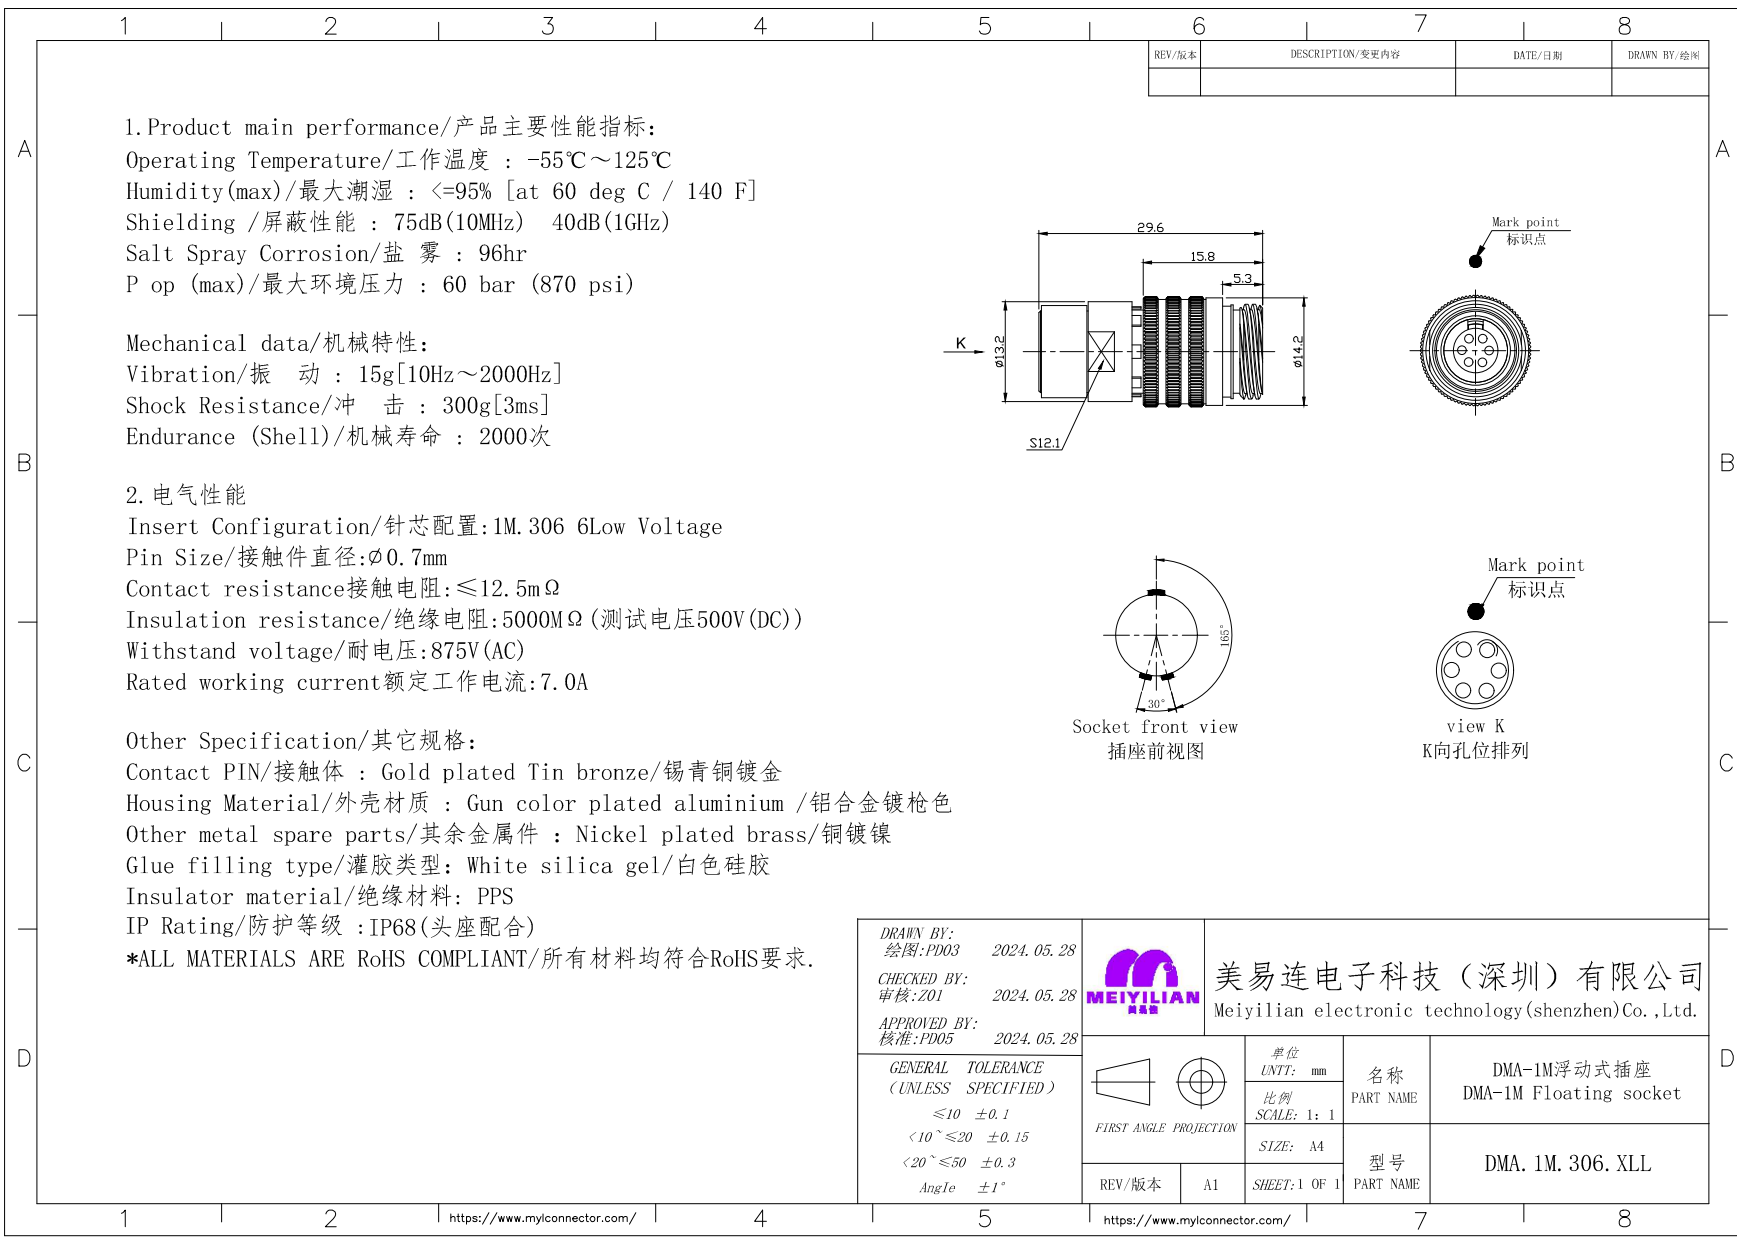 1 2 3 4 5 6 7 8
REV/版本 DESCRIPTION/变更内容 DATE/日期 DRAWN BY/绘图
A A
B B
C C
D D
1.Product main performance/产品主要性能指标:
Operating Temperature/工作温度 : -55℃～125℃
Humidity(max)/最大潮湿 : <=95% [at 60 deg C / 140 F]
Shielding /屏蔽性能 : 75dB(10MHz) 40dB(1GHz)
Salt Spray Corrosion/盐 雾 : 96hr
P op (max)/最大环境压力 : 60 bar (870 psi)
Mechanical data/机械特性:
Vibration/振 动 : 15g[10Hz～2000Hz]
Shock Resistance/冲 击 : 300g[3ms]
Endurance (Shell)/机械寿命 : 2000次
2.电气性能
Insert Configuration/针芯配置:1M.306 6Low Voltage
Pin Size/接触件直径:∅0.7mm
Contact resistance接触电阻:≤12.5mΩ
Insulation resistance/绝缘电阻:5000MΩ(测试电压500V(DC))
Withstand voltage/耐电压:875V(AC)
Rated working current额定工作电流:7.0A
Other Specification/其它规格:
Contact PIN/接触体 : Gold plated Tin bronze/锡青铜镀金
Housing Material/外壳材质 : Gun color plated aluminium /铝合金镀枪色
Other metal spare parts/其余金属件 : Nickel plated brass/铜镀镍
Glue filling type/灌胶类型: White silica gel/白色硅胶
Insulator material/绝缘材料: PPS
IP Rating/防护等级 :IP68(头座配合)
*ALL MATERIALS ARE RoHS COMPLIANT/所有材料均符合RoHS要求.
29.6
15.8
5.3
K
ø13.2
ø14.2
S12.1
Mark point
标识点
165°
30°
Socket front view
插座前视图
Mark point
标识点
view K
K向孔位排列
DRAWN BY:
绘图:PD03 2024.05.28
CHECKED BY:
审核:Z01 2024.05.28
APPROVED BY:
核准:PD05 2024.05.28
GENERAL TOLERANCE
(UNLESS SPECIFIED)
≤10 ±0.1
<10~≤20 ±0.15
<20~≤50 ±0.3
Angle ±1°
MEIYILIAN
美易连
美易连电子科技（深圳）有限公司
Meiyilian electronic technology(shenzhen)Co.,Ltd.
FIRST ANGLE PROJECTION
单位
UNTT: mm
比例
SCALE: 1: 1
SIZE: A4
REV/版本 A1
SHEET:1 OF 1
名称
PART NAME
DMA-1M浮动式插座
DMA-1M Floating socket
型号
PART NAME
DMA.1M.306.XLL
1 2 https://www.mylconnector.com/ 4 5 https://www.mylconnector.com/ 7 8